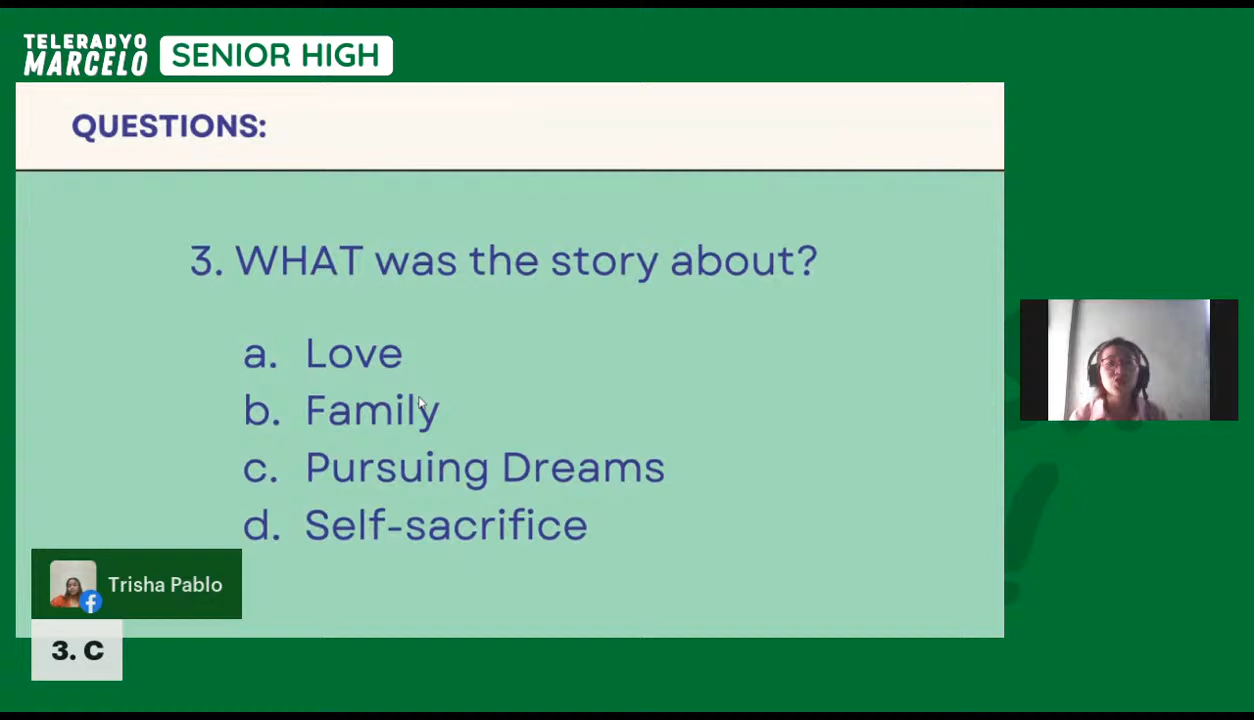 TELERADYO
MARCELO
SENIOR HIGH
QUESTIONS:
3. WHAT was the story about?
a. Love
b. Family
c. Pursuing Dreams
d. Self-sacrifice
Trisha Pablo
3. C